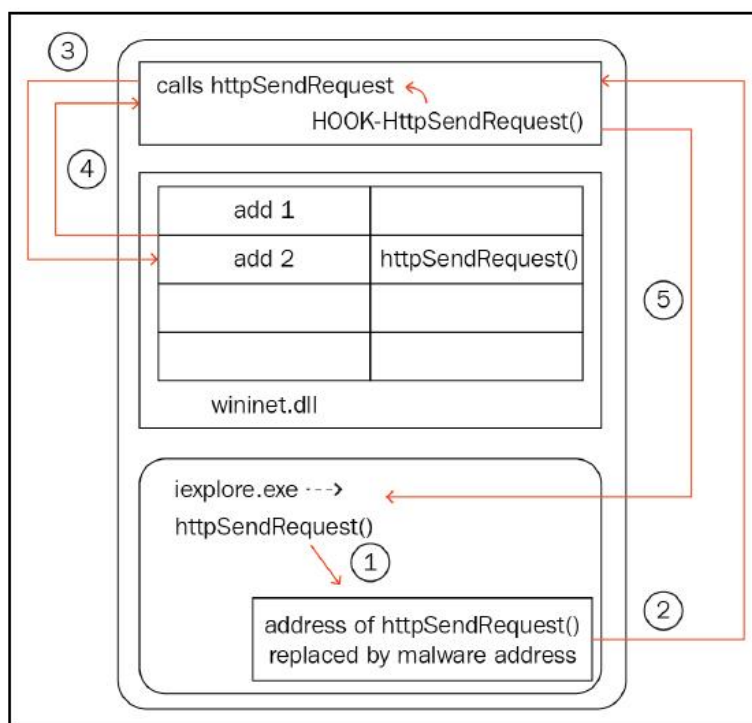 3
calls httpSendRequest
HOOK-HttpSendRequest()
4
add 1
add 2 httpSendRequest()
5
wininet.dll
iexplore.exe --->
httpSendRequest()
1
2
address of httpSendRequest()
replaced by malware address